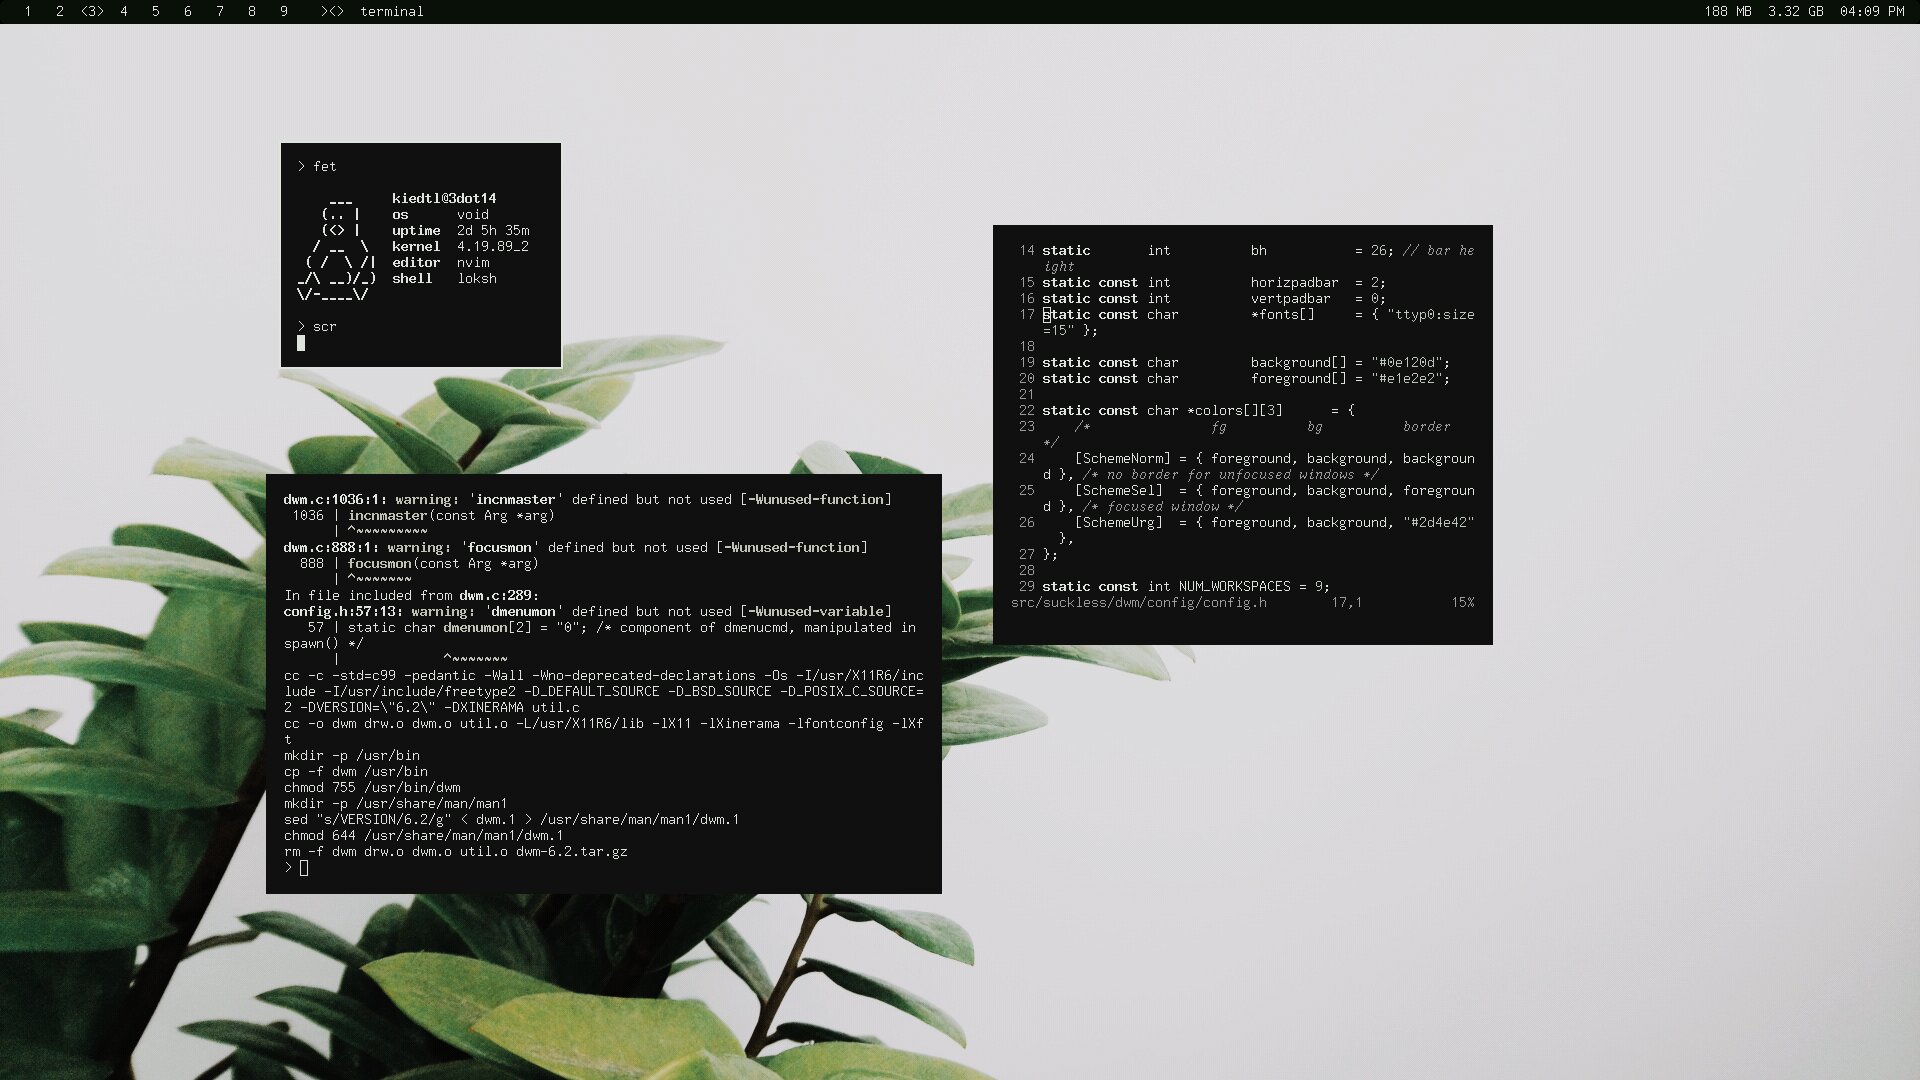 1 2 <3> 4 5 6 7 8 9 ><> terminal 188 MB 3.32 GB 04:09 PM
> fet
___ kiedtl@3dot14
(.. | os void
(<> | uptime 2d 5h 35m
/ __ \ kernel 4.19.89_2
( / \ /| editor nvim
_/\ __)/_) shell loksh
\/-____\/
> scr
14 static int bh = 26; // bar he
ight
15 static const int horizpadbar = 2;
16 static const int vertpadbar = 0;
17 static const char *fonts[] = { "ttyp0:size
=15" };
18
19 static const char background[] = "#0e120d";
20 static const char foreground[] = "#e1e2e2";
21
22 static const char *colors[][3] = {
23 /* fg bg border
*/
24 [SchemeNorm] = { foreground, background, backgroun
d }, /* no border for unfocused windows */
25 [SchemeSel] = { foreground, background, foregroun
d }, /* focused window */
26 [SchemeUrg] = { foreground, background, "#2d4e42"
},
27 };
28
29 static const int NUM_WORKSPACES = 9;
src/suckless/dwm/config/config.h 17,1 15%
dwm.c:1036:1: warning: 'incnmaster' defined but not used [-Wunused-function]
1036 | incnmaster(const Arg *arg)
| ^~~~~~~~~~
dwm.c:888:1: warning: 'focusmon' defined but not used [-Wunused-function]
888 | focusmon(const Arg *arg)
| ^~~~~~~~
In file included from dwm.c:289:
config.h:57:13: warning: 'dmenumon' defined but not used [-Wunused-variable]
57 | static char dmenumon[2] = "0"; /* component of dmenucmd, manipulated in
spawn() */
| ^~~~~~~~
cc -c -std=c99 -pedantic -Wall -Wno-deprecated-declarations -Os -I/usr/X11R6/inc
lude -I/usr/include/freetype2 -D_DEFAULT_SOURCE -D_BSD_SOURCE -D_POSIX_C_SOURCE=
2 -DVERSION=\"6.2\" -DXINERAMA util.c
cc -o dwm drw.o dwm.o util.o -L/usr/X11R6/lib -lX11 -lXinerama -lfontconfig -lXf
t
mkdir -p /usr/bin
cp -f dwm /usr/bin
chmod 755 /usr/bin/dwm
mkdir -p /usr/share/man/man1
sed "s/VERSION/6.2/g" < dwm.1 > /usr/share/man/man1/dwm.1
chmod 644 /usr/share/man/man1/dwm.1
rm -f dwm drw.o dwm.o util.o dwm-6.2.tar.gz
>